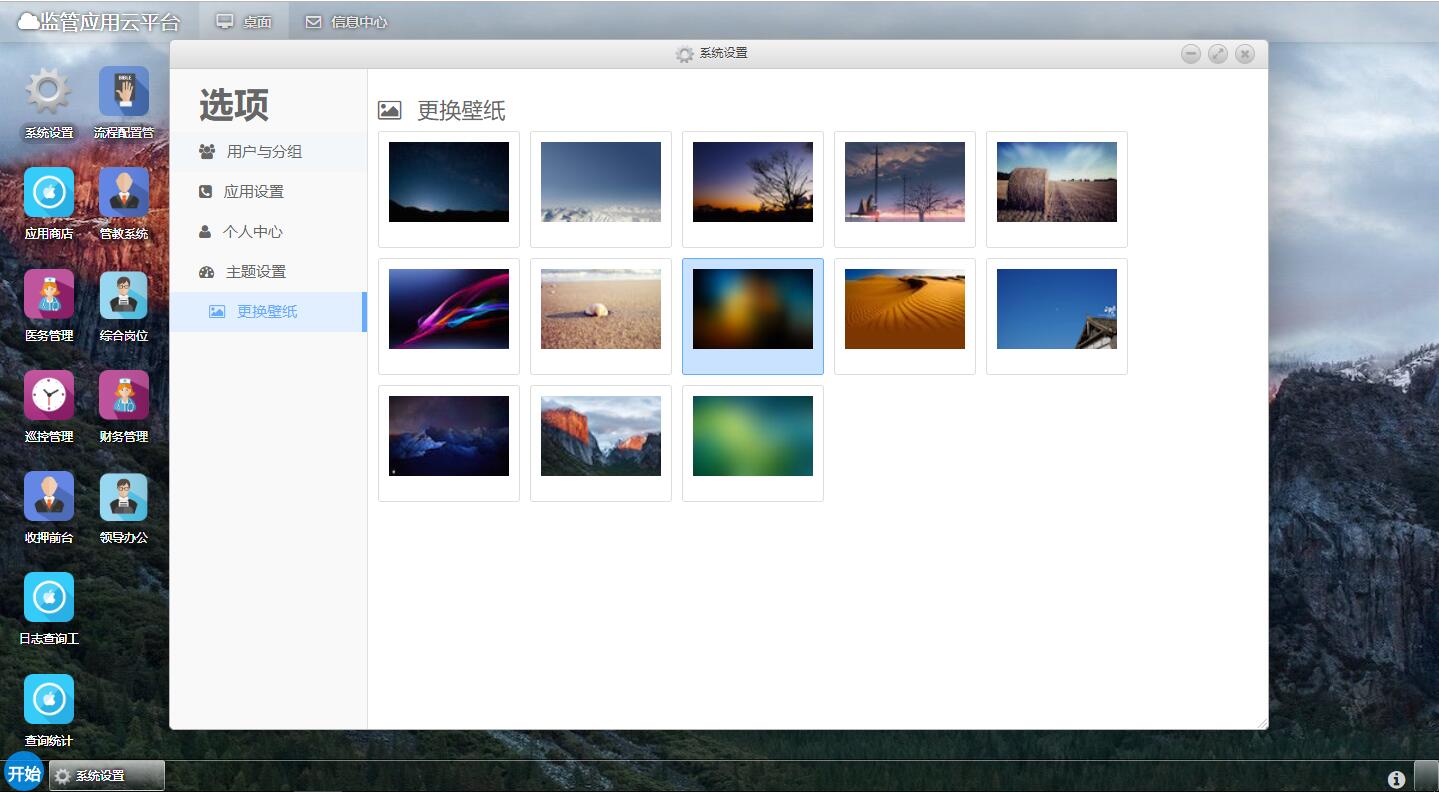 监管应用云平台
桌面
信息中心
系统设置
选项
用户与分组
应用设置
个人中心
主题设置
更换壁纸
更换壁纸
系统设置
流程配置管
BIBLE
应用商店
管教系统
医务管理
综合岗位
巡控管理
财务管理
收押前台
领导办公
日志查询工
查询统计
开始
系统设置